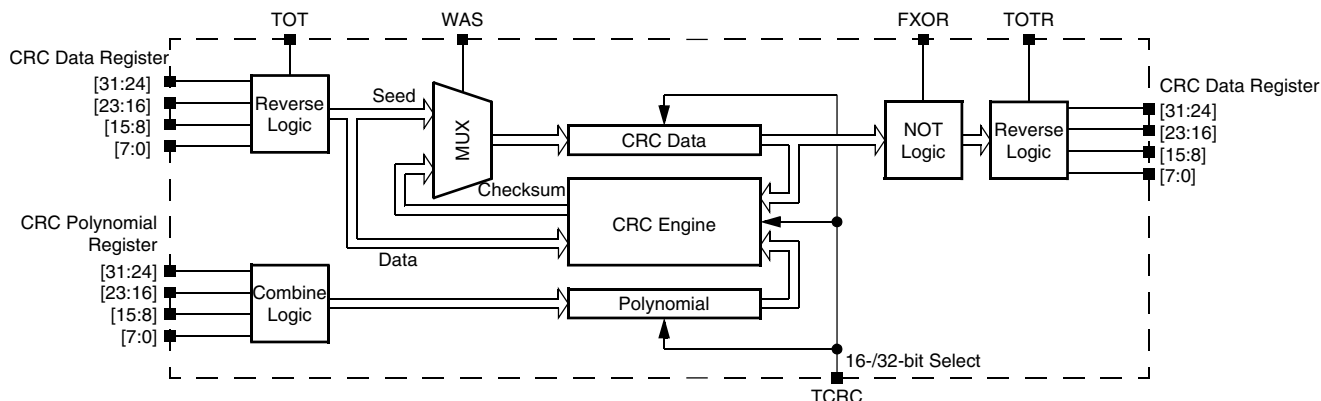 TOT
WAS
FXOR
TOTR
CRC Data Register
[31:24]
[23:16]
[15:8]
[7:0]
Reverse
Logic
Seed
MUX
CRC Data
NOT
Logic
Reverse
Logic
CRC Data Register
[31:24]
[23:16]
[15:8]
[7:0]
Checksum
CRC Engine
Data
CRC Polynomial
Register
[31:24]
[23:16]
[15:8]
[7:0]
Combine
Logic
Polynomial
16-/32-bit Select
TCRC